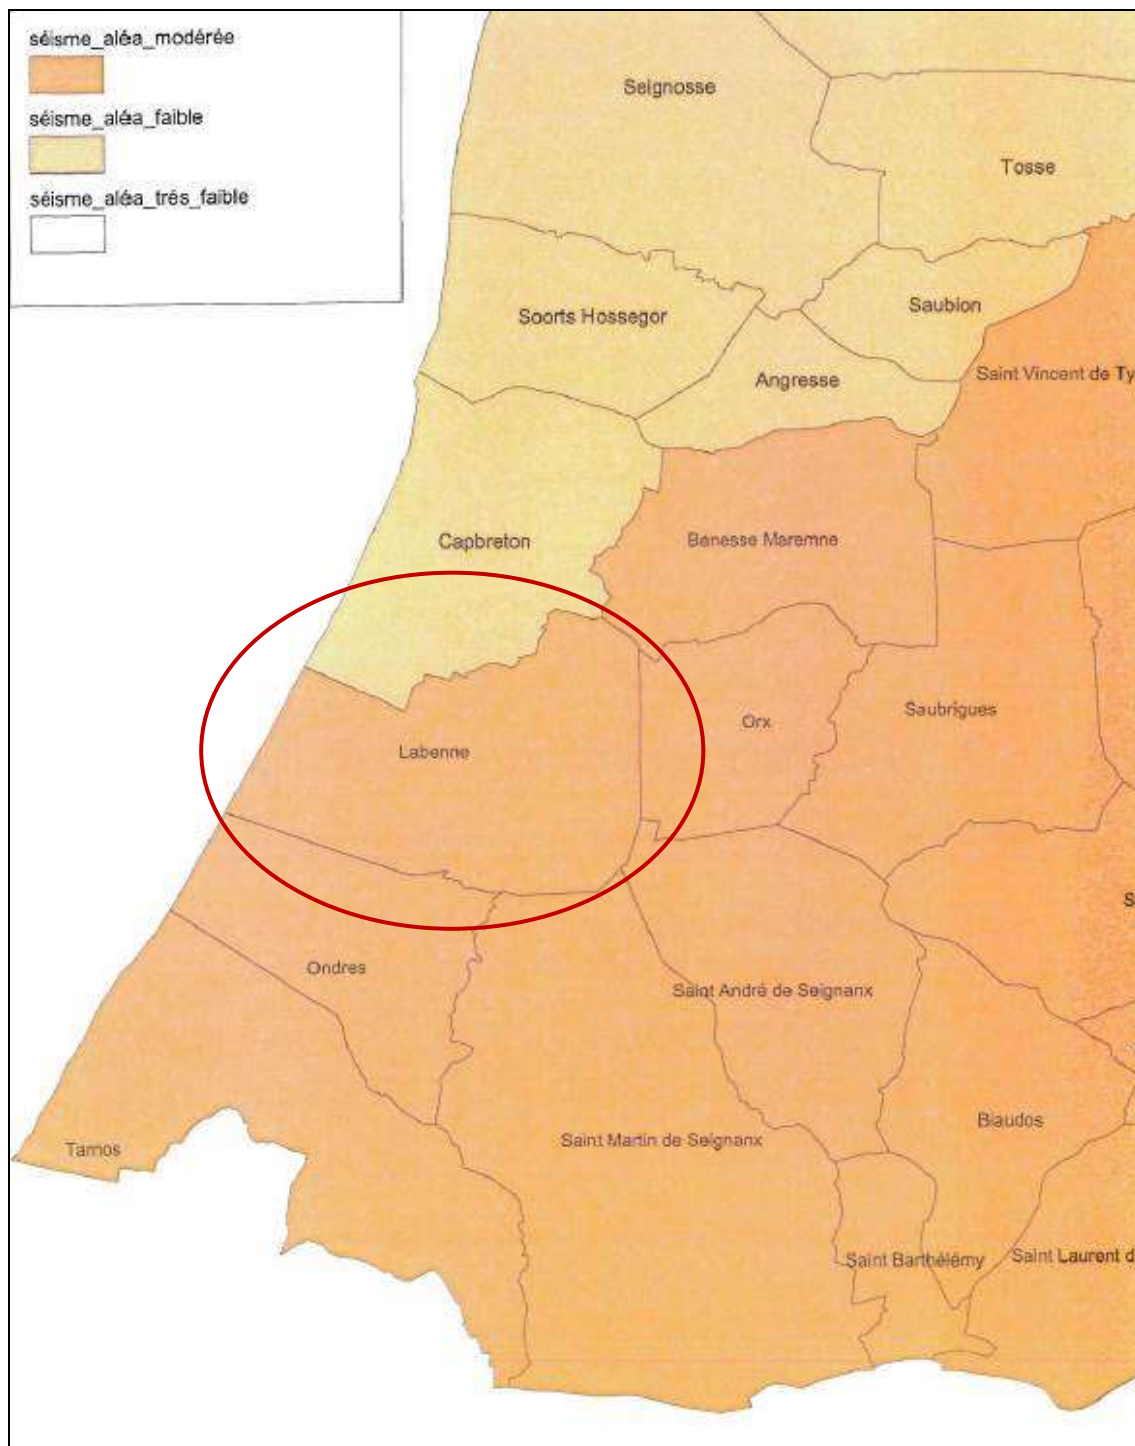 séisme_aléa_modérée
séisme_aléa_faible
séisme_aléa_trés_faible
Seignosse
Tosse
Soorts Hossegor
Saubion
Angresse
Saint Vincent de Ty
Capbreton
Benesse Maremne
Labenne
Orx
Saubrigues
S
Ondres
Saint André de Seignanx
Tarnos
Saint Martin de Seignanx
Biaudos
Saint Barthélémy
Saint Laurent d